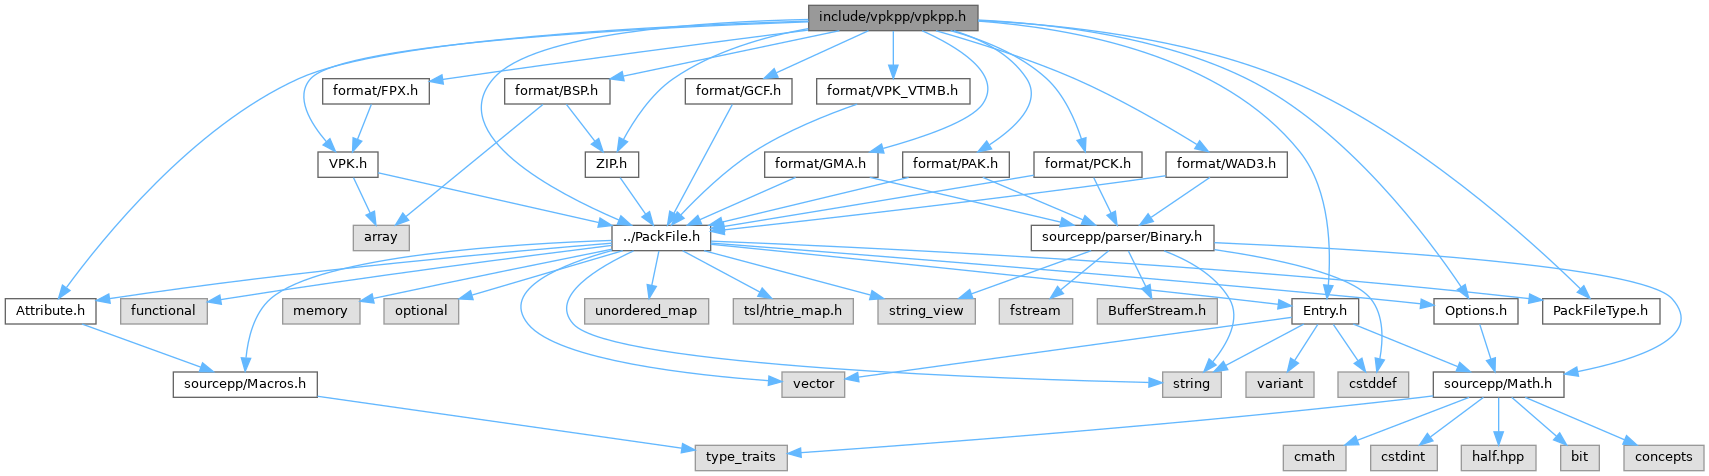 include/vpkpp/vpkpp.h
format/FPX.h
format/BSP.h
format/GCF.h
format/VPK_VTMB.h
VPK.h
ZIP.h
format/GMA.h
format/PAK.h
format/PCK.h
format/WAD3.h
array
../PackFile.h
sourcepp/parser/Binary.h
Attribute.h
functional
memory
optional
unordered_map
tsl/htrie_map.h
string_view
fstream
BufferStream.h
Entry.h
Options.h
PackFileType.h
sourcepp/Macros.h
vector
string
variant
cstddef
sourcepp/Math.h
type_traits
cmath
cstdint
half.hpp
bit
concepts